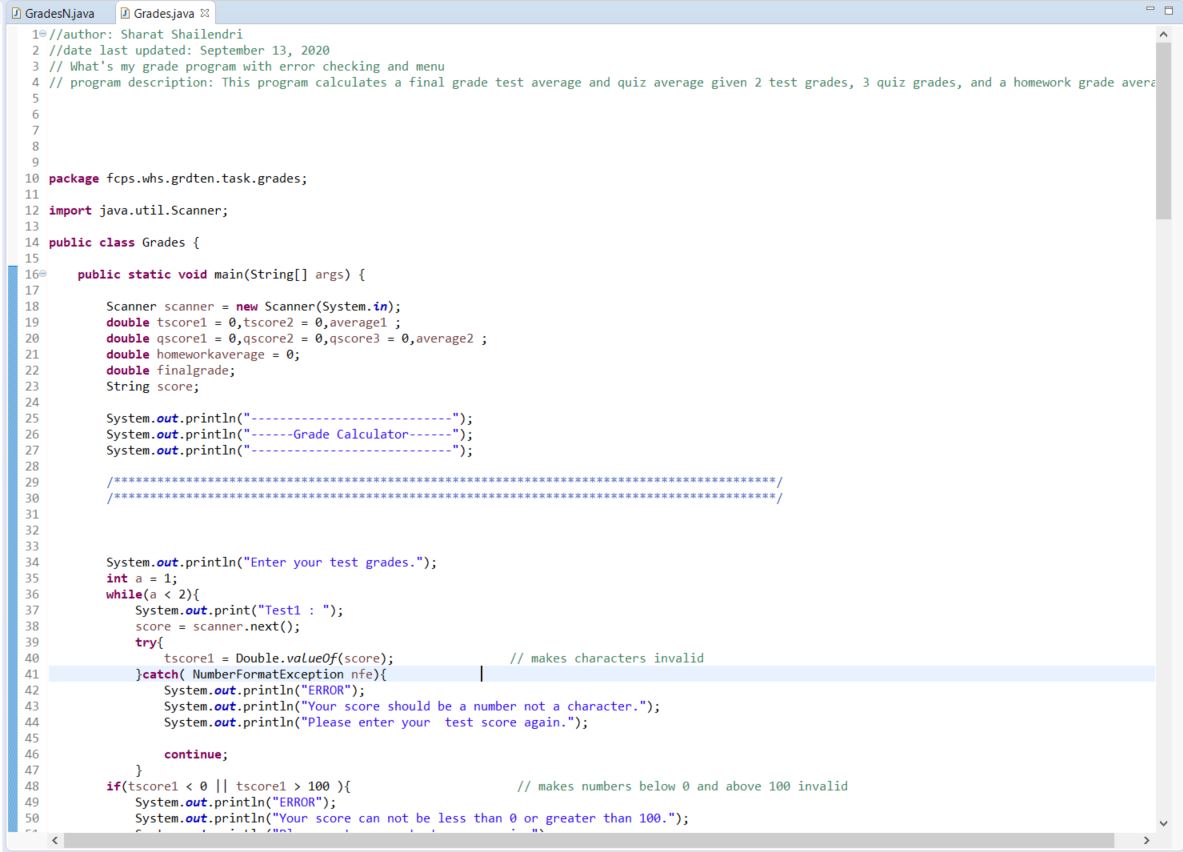 GradesN.java Grades.java
1 //author: Sharat Shailendri
2 //date last updated: September 13, 2020
3 // What's my grade program with error checking and menu
4 // program description: This program calculates a final grade test average and quiz average given 2 test grades, 3 quiz grades, and a homework grade avera
5
6
7
8
9
10 package fcps.whs.grdten.task.grades;
11
12 import java.util.Scanner;
13
14 public class Grades {
15
16 public static void main(String[] args) {
17
18 Scanner scanner = new Scanner(System.in);
19 double tscore1 = 0,tscore2 = 0,average1 ;
20 double qscore1 = 0,qscore2 = 0,qscore3 = 0,average2 ;
21 double homeworkaverage = 0;
22 double finalgrade;
23 String score;
24
25 System.out.println("----------------------------");
26 System.out.println("------Grade Calculator------");
27 System.out.println("----------------------------");
28
29 /********************************************************************************************/
30 /********************************************************************************************/
31
32
33
34 System.out.println("Enter your test grades.");
35 int a = 1;
36 while(a < 2){
37 System.out.print("Test1 : ");
38 score = scanner.next();
39 try{
40 tscore1 = Double.valueOf(score); // makes characters invalid
41 }catch( NumberFormatException nfe){
42 System.out.println("ERROR");
43 System.out.println("Your score should be a number not a character.");
44 System.out.println("Please enter your  test score again.");
45
46 continue;
47 }
48 if(tscore1 < 0 || tscore1 > 100 ){ // makes numbers below 0 and above 100 invalid
49 System.out.println("ERROR");
50 System.out.println("Your score can not be less than 0 or greater than 100.");